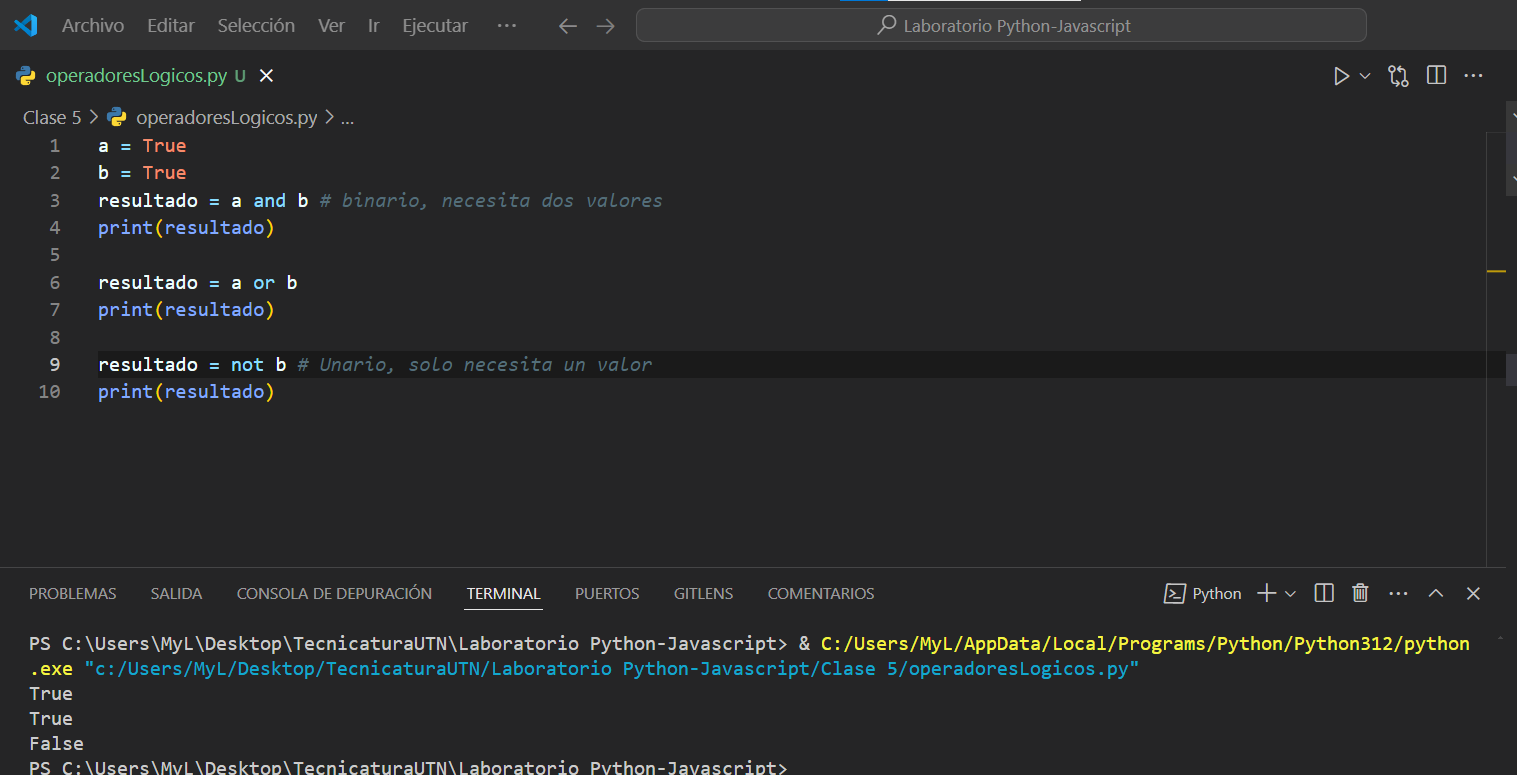 Archivo Editar Selección Ver Ir Ejecutar ··· Laboratorio Python-Javascript
operadoresLogicos.py U
Clase 5 > operadoresLogicos.py > ...
1 a = True
2 b = True
3 resultado = a and b # binario, necesita dos valores
4 print(resultado)
5
6 resultado = a or b
7 print(resultado)
8
9 resultado = not b # Unario, solo necesita un valor
10 print(resultado)
PROBLEMAS SALIDA CONSOLA DE DEPURACIÓN TERMINAL PUERTOS GITLENS COMENTARIOS Python
PS C:\Users\MyL\Desktop\TecnicaturaUTN\Laboratorio Python-Javascript> & C:/Users/MyL/AppData/Local/Programs/Python/Python312/python
.exe "c:/Users/MyL/Desktop/TecnicaturaUTN/Laboratorio Python-Javascript/Clase 5/operadoresLogicos.py"
True
True
False
PS C:\Users\MyL\Desktop\TecnicaturaUTN\Laboratorio Python-Javascript>